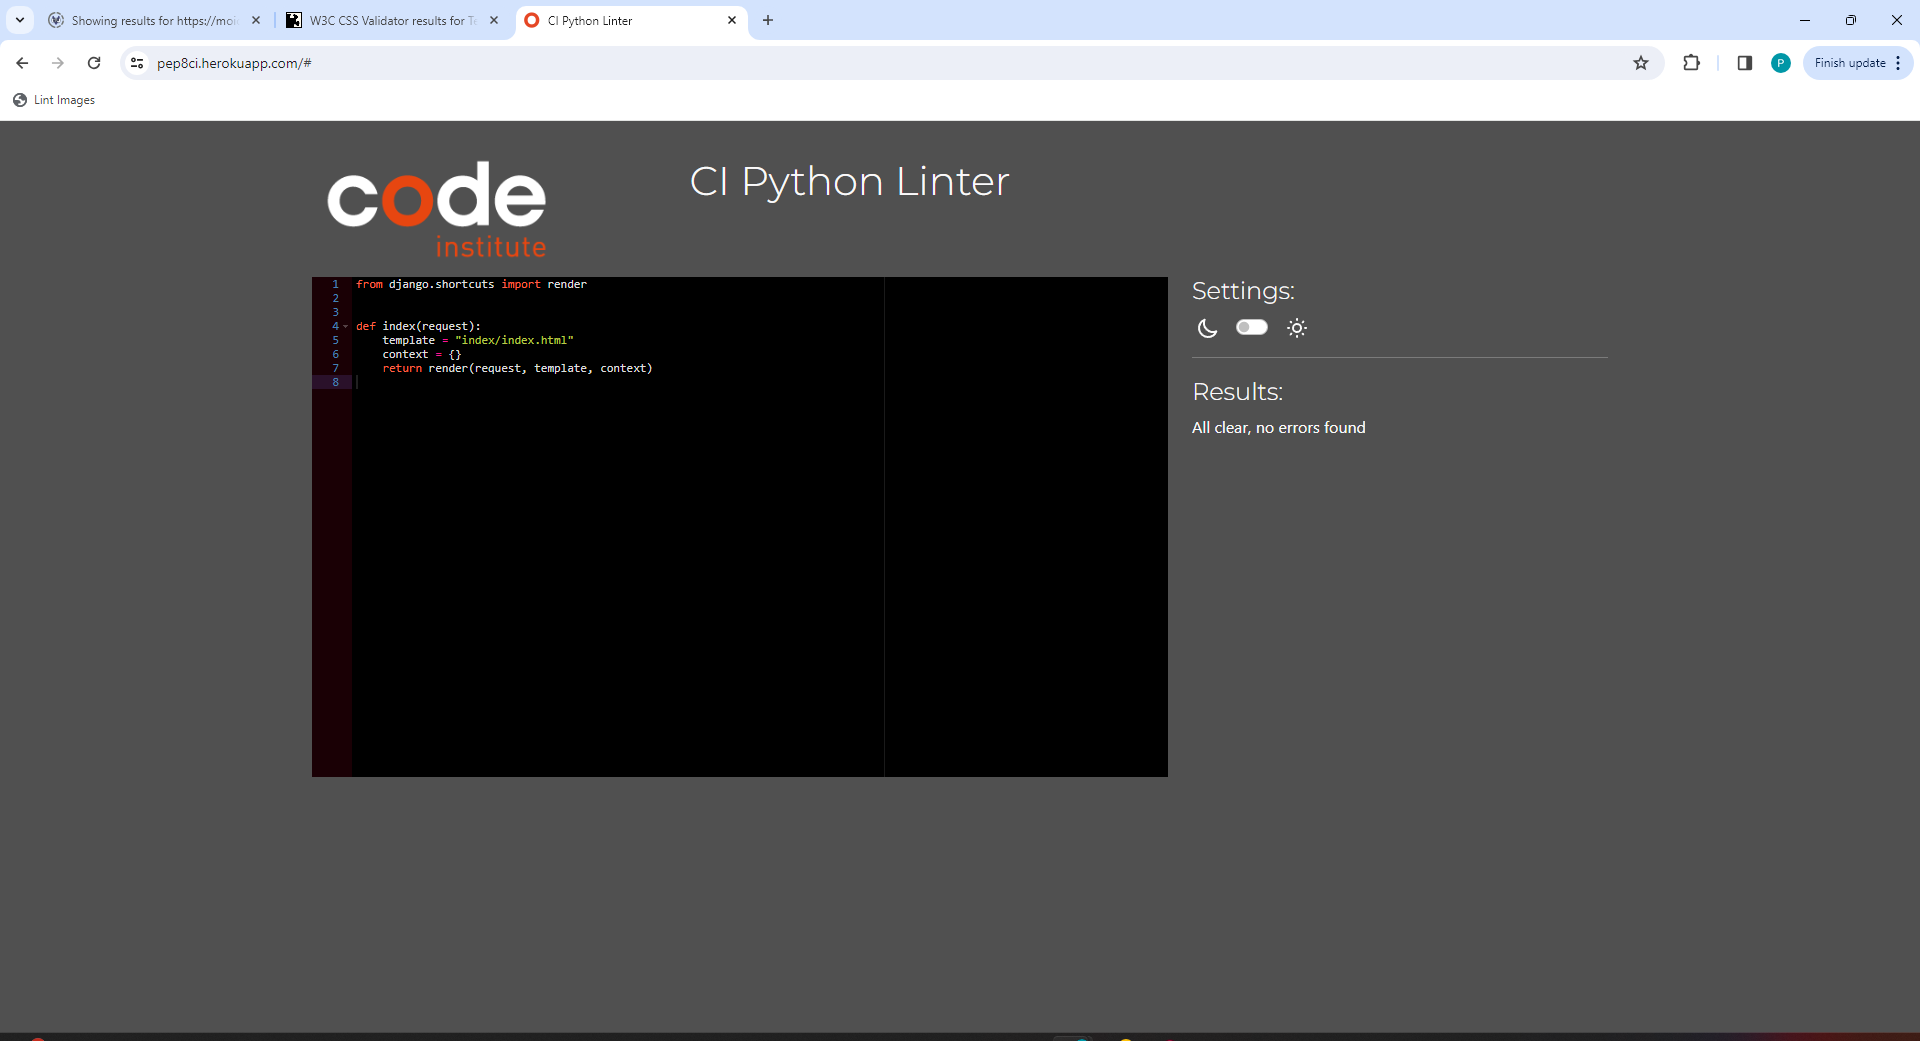 Showing results for https://moi
W3C CSS Validator results for Te
CI Python Linter
pep8ci.herokuapp.com/#
P
Finish update
Lint Images
code
institute
CI Python Linter
1 from django.shortcuts import render
2
3
4 def index(request):
5     template = "index/index.html"
6     context = {}
7     return render(request, template, context)
8
Settings:
Results:
All clear, no errors found